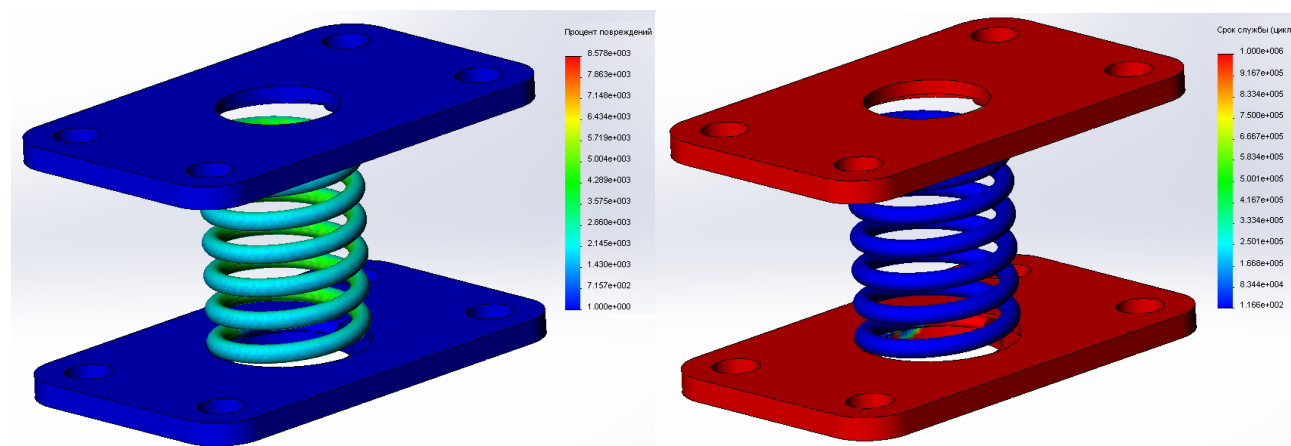 Процент повреждений
8.578e+003
7.863e+003
7.148e+003
6.434e+003
5.719e+003
5.004e+003
4.289e+003
3.575e+003
2.860e+003
2.145e+003
1.430e+003
7.157e+002
1.000e+000
Срок службы (цикл
1.000e+006
9.167e+005
8.334e+005
7.500e+005
6.667e+005
5.834e+005
5.001e+005
4.167e+005
3.334e+005
2.501e+005
1.668e+005
8.344e+004
1.166e+002